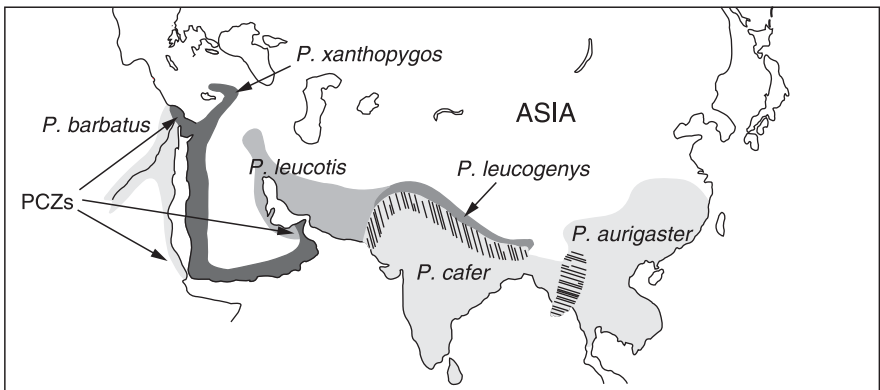 P. xanthopygos
ASIA
P. barbatus
P. leucotis
P. leucogenys
PCZs
P. aurigaster
P. cafer